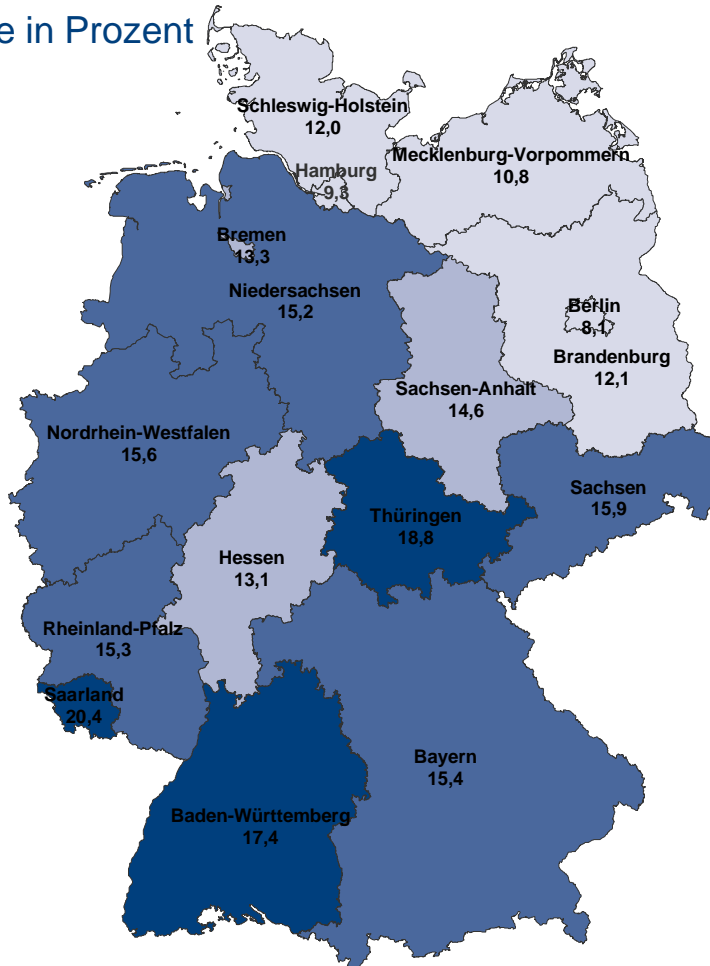 e in Prozent
Schleswig-Holstein
12,0
Mecklenburg-Vorpommern
10,8
Hamburg
9,3
Bremen
13,3
Niedersachsen
15,2
Berlin
8,1
Brandenburg
12,1
Sachsen-Anhalt
14,6
Nordrhein-Westfalen
15,6
Sachsen
15,9
Thüringen
18,8
Hessen
13,1
Rheinland-Pfalz
15,3
Saarland
20,4
Bayern
15,4
Baden-Württemberg
17,4